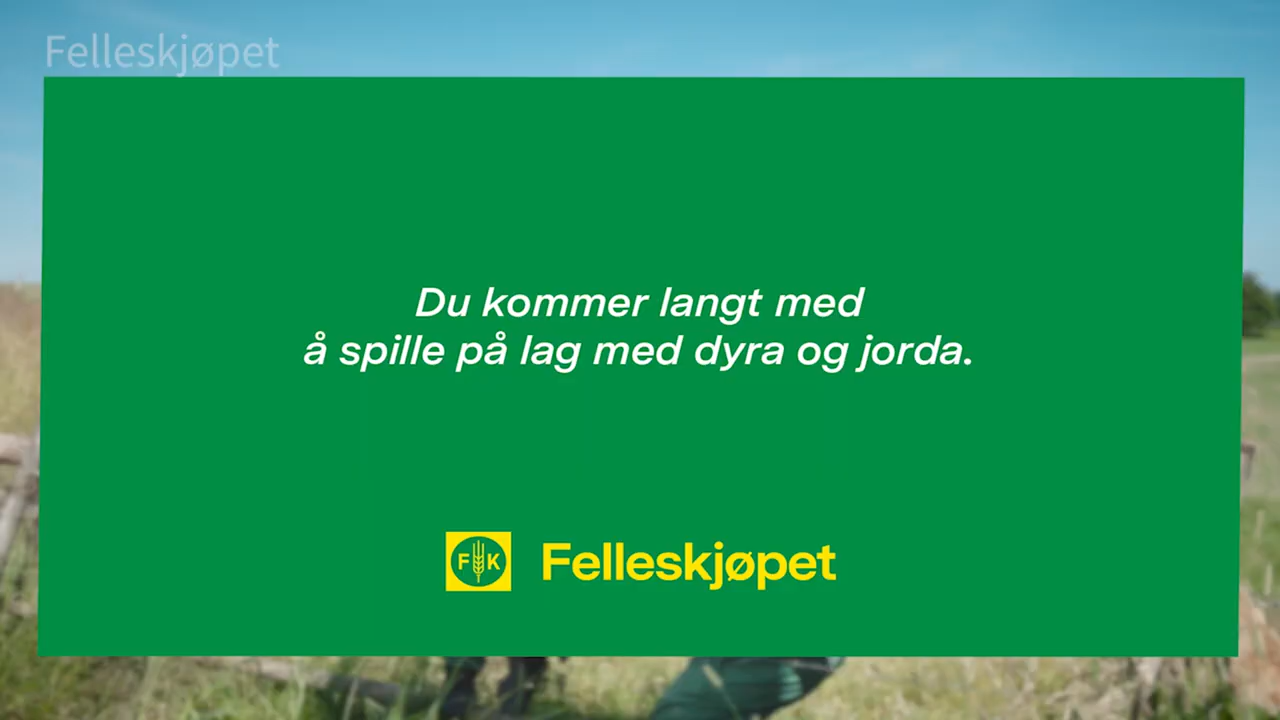 Felleskjøpet
Du kommer langt med
å spille på lag med dyra og jorda.
FK Felleskjøpet